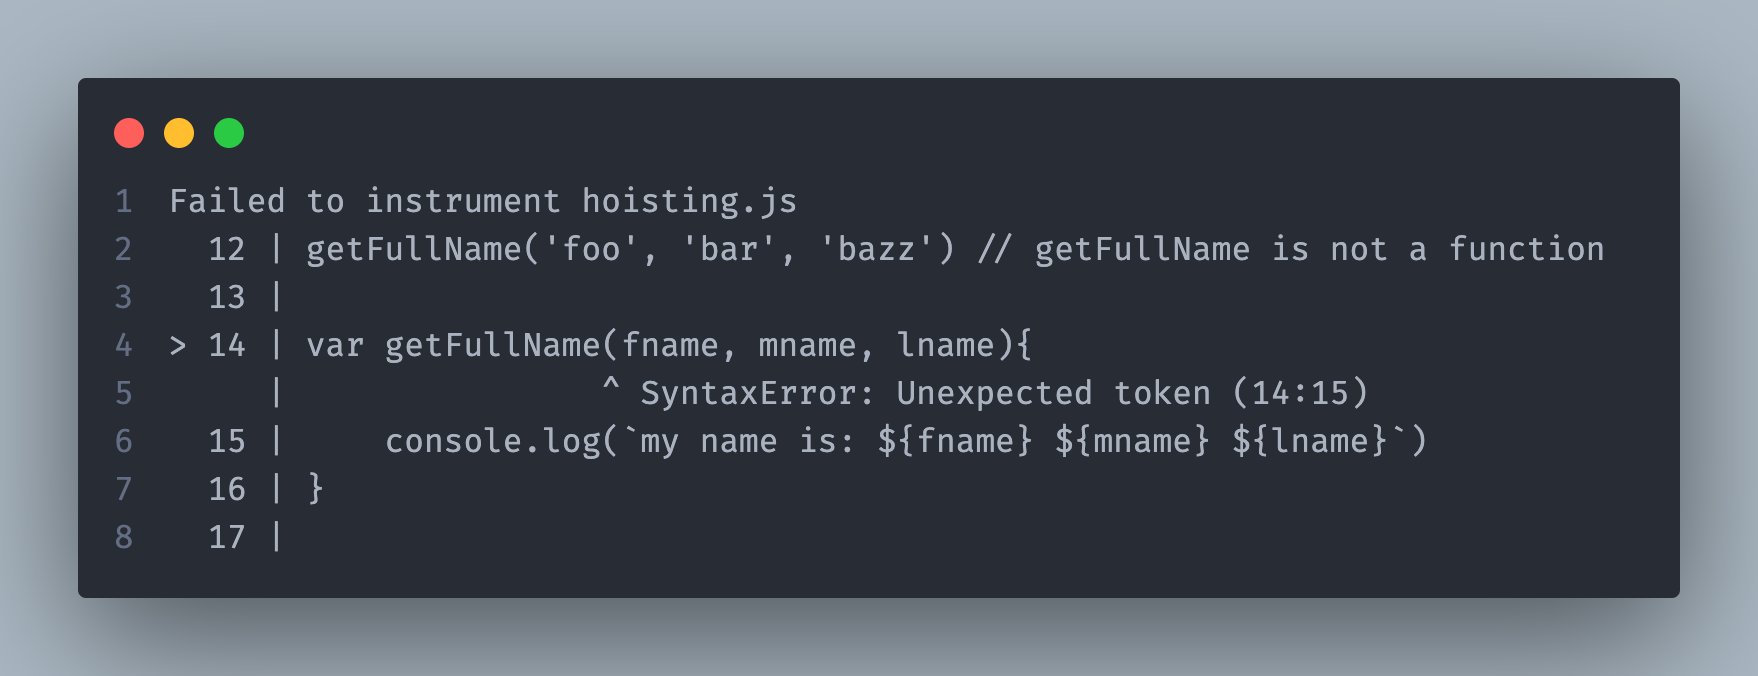 1 Failed to instrument hoisting.js
2   12 | getFullName('foo', 'bar', 'bazz') // getFullName is not a function
3   13 |
4 > 14 | var getFullName(fname, mname, lname){
5      |                ^ SyntaxError: Unexpected token (14:15)
6   15 |     console.log(`my name is: ${fname} ${mname} ${lname}`)
7   16 | }
8   17 |